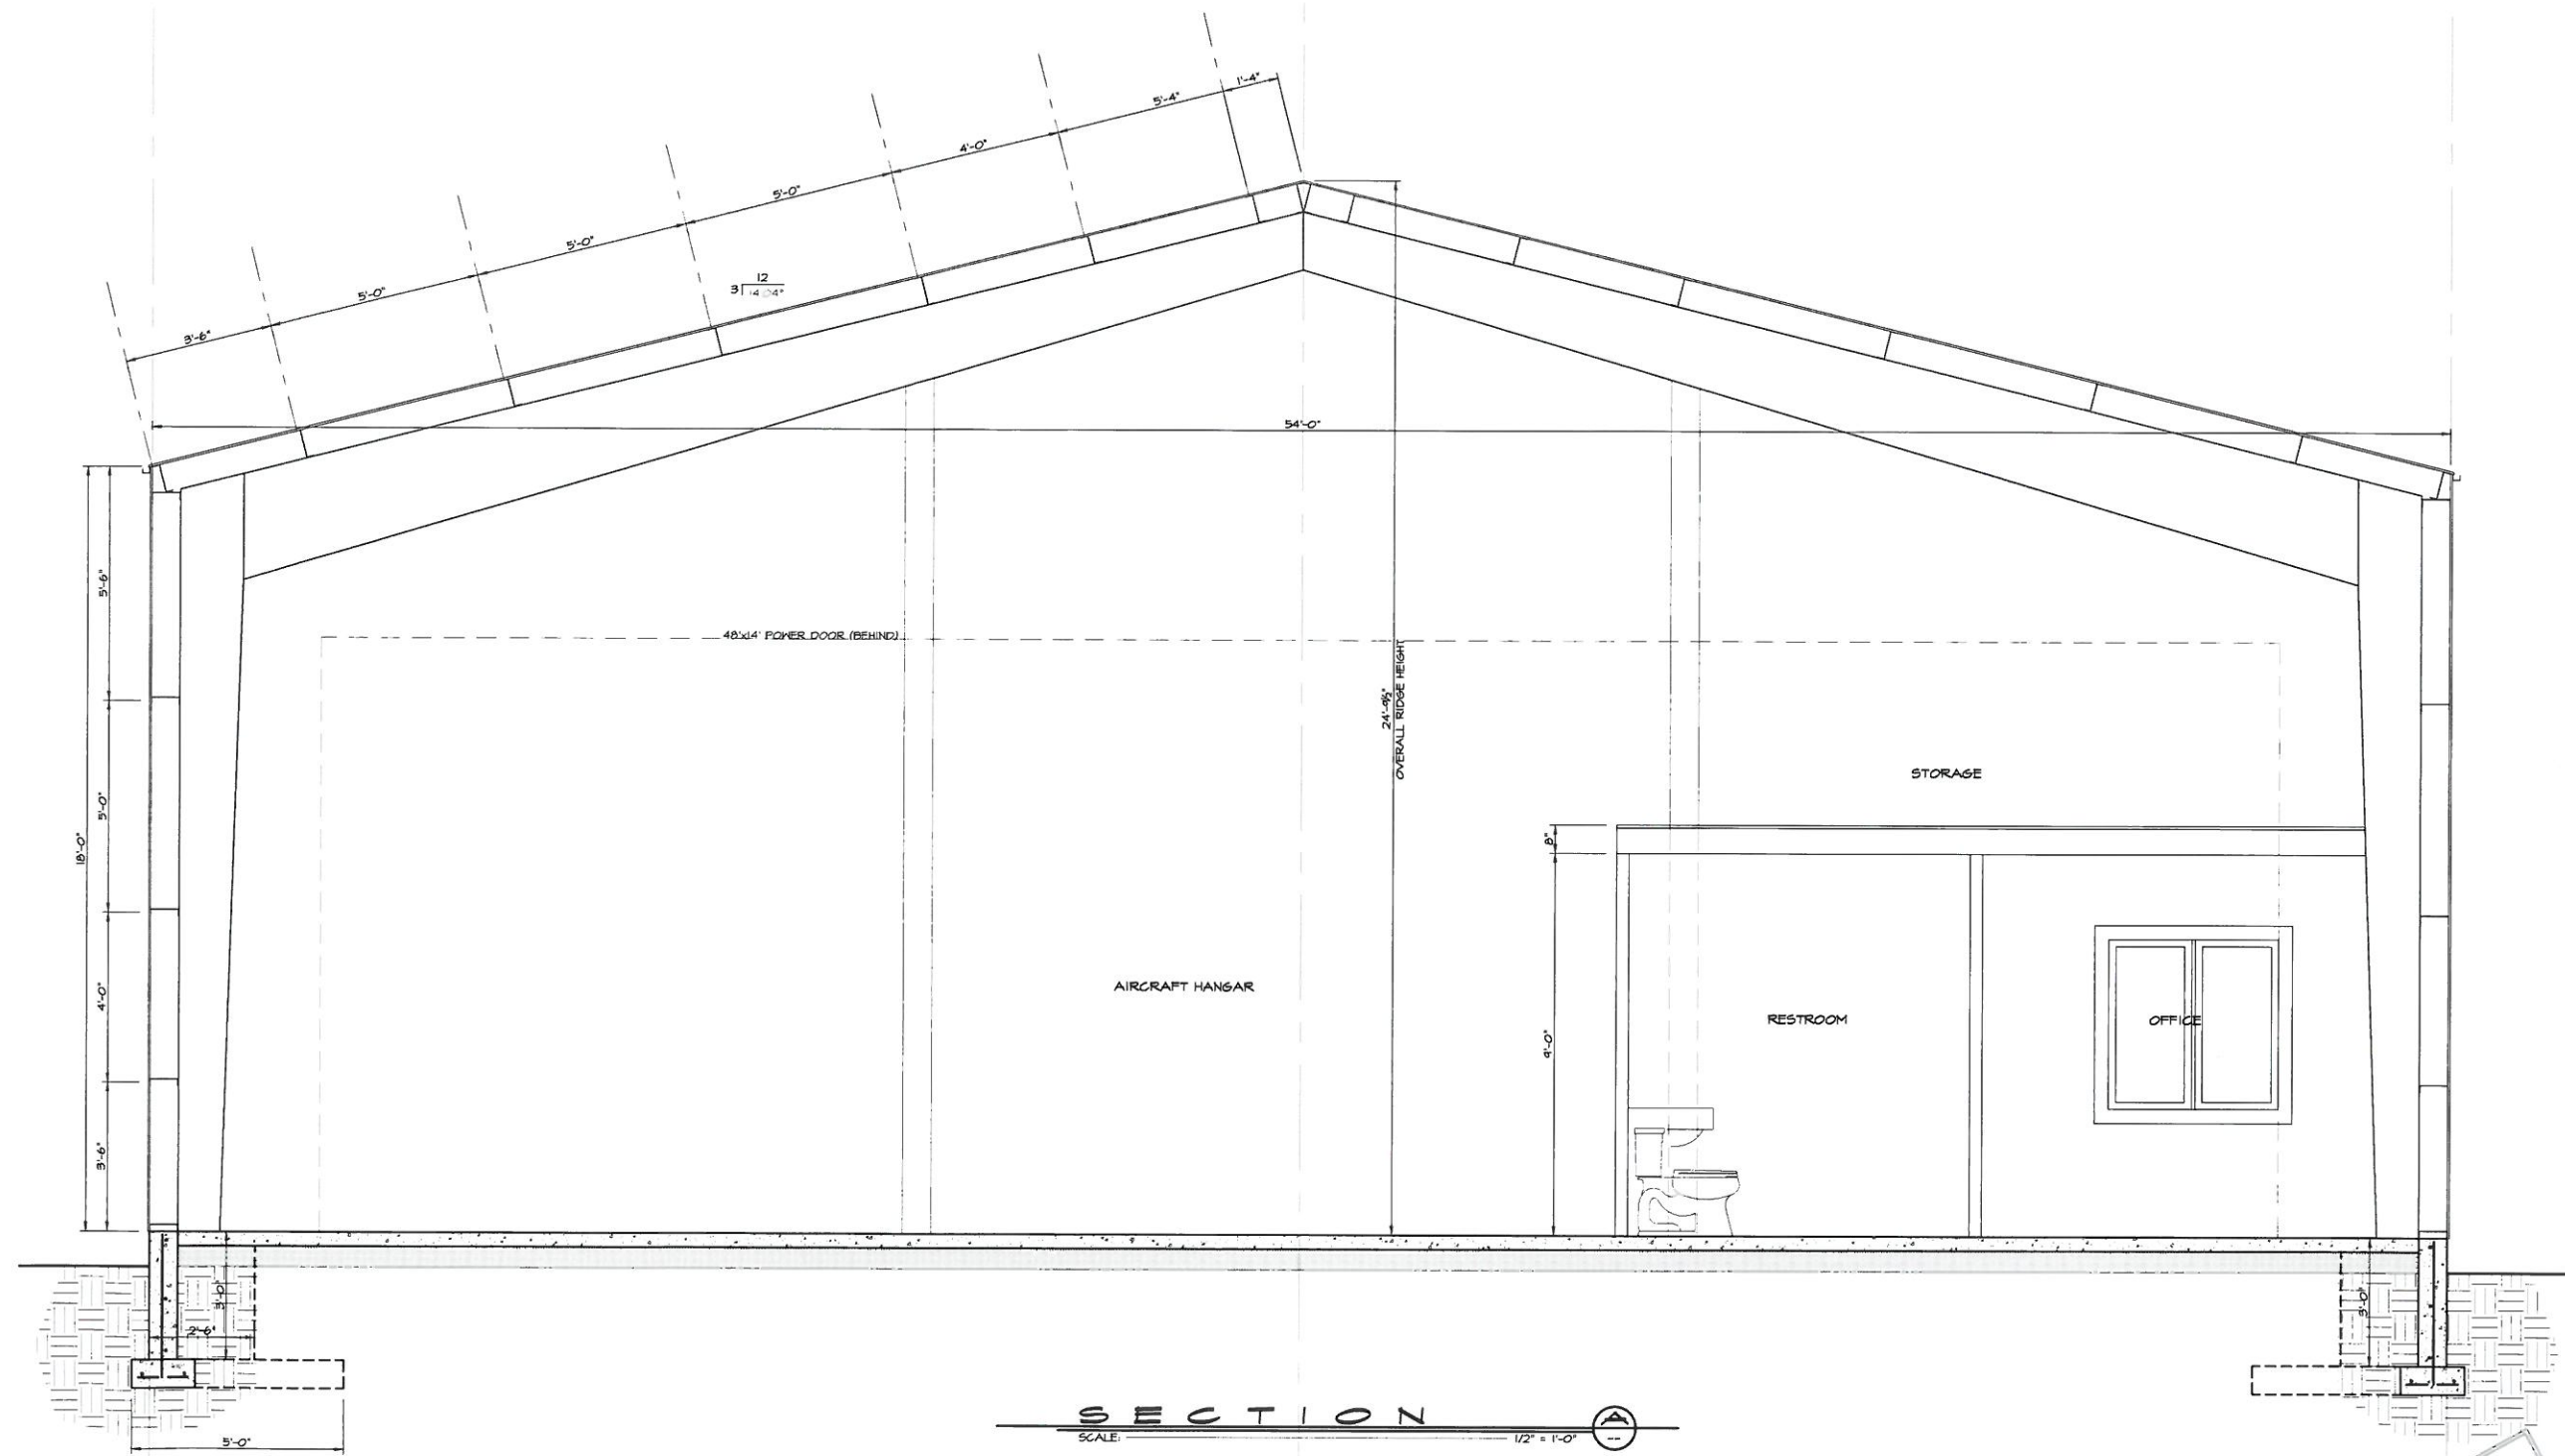 1'-4"
5'-4"
4'-0"
5'-0"
5'-0"
5'-0"
3'-6"
12
3
54'-0"
5'-6"
5'-0"
18'-0"
4'-0"
3'-6"
48'x14' POWER DOOR (BEHIND)
24'-9½"
OVERALL RIDGE HEIGHT
STORAGE
8"
9'-0"
AIRCRAFT HANGAR
RESTROOM
OFFICE
3'-0"
2'-6"
5'-0"
3'-0"
SECTION
A
--
SCALE: 1/2" = 1'-0"